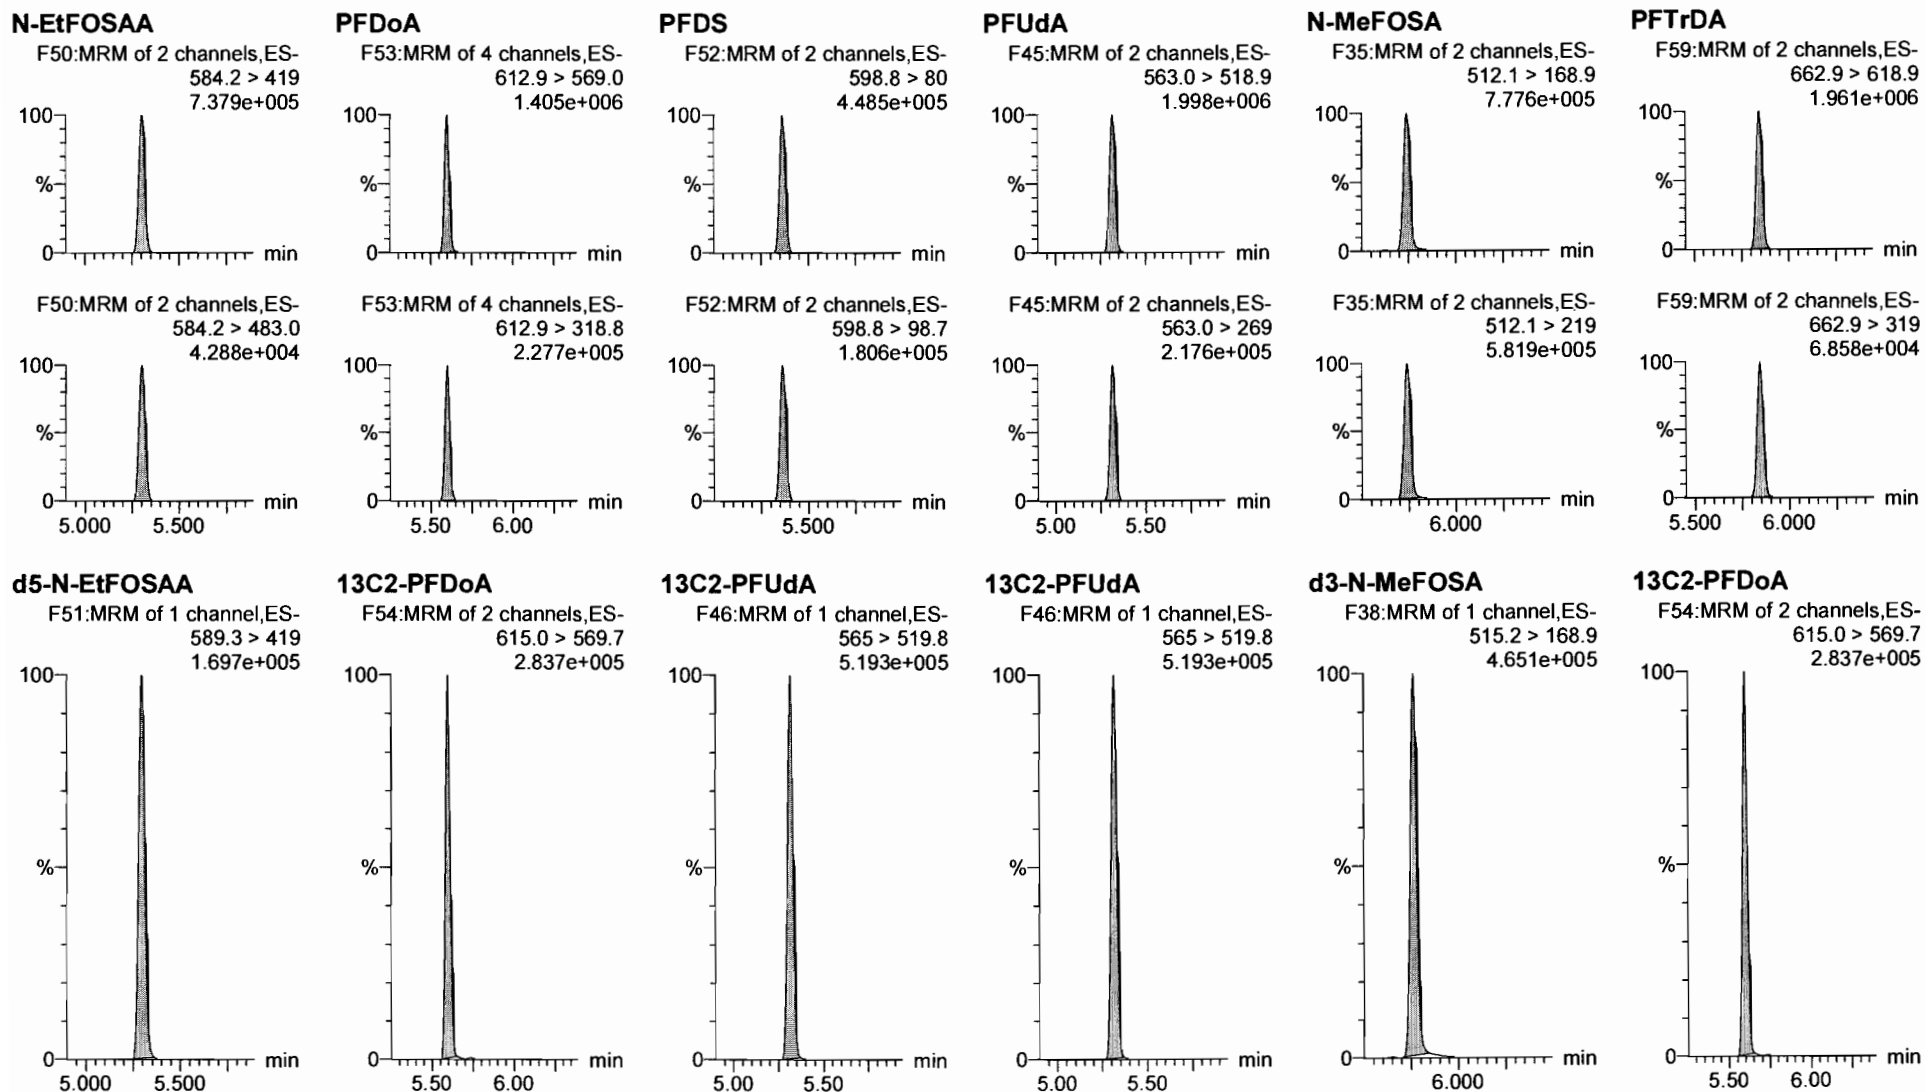 N-EtFOSAA
F50:MRM of 2 channels,ES-
584.2 > 419
7.379e+005
100
%
0
min
F50:MRM of 2 channels,ES-
584.2 > 483.0
4.288e+004
100
%
0
min
5.000 5.500
PFDoA
F53:MRM of 4 channels,ES-
612.9 > 569.0
1.405e+006
100
%
0
min
F53:MRM of 4 channels,ES-
612.9 > 318.8
2.277e+005
100
%
0
min
5.50 6.00
PFDS
F52:MRM of 2 channels,ES-
598.8 > 80
4.485e+005
100
%
0
min
F52:MRM of 2 channels,ES-
598.8 > 98.7
1.806e+005
100
%
0
min
5.500
PFUdA
F45:MRM of 2 channels,ES-
563.0 > 518.9
1.998e+006
100
%
0
min
F45:MRM of 2 channels,ES-
563.0 > 269
2.176e+005
100
%
0
min
5.00 5.50
N-MeFOSA
F35:MRM of 2 channels,ES-
512.1 > 168.9
7.776e+005
100
%
0
min
F35:MRM of 2 channels,ES-
512.1 > 219
5.819e+005
100
%
0
min
6.000
PFTrDA
F59:MRM of 2 channels,ES-
662.9 > 618.9
1.961e+006
100
%
0
min
F59:MRM of 2 channels,ES-
662.9 > 319
6.858e+004
100
%
0
min
5.500 6.000
d5-N-EtFOSAA
F51:MRM of 1 channel,ES-
589.3 > 419
1.697e+005
100
%
0
min
5.000 5.500
13C2-PFDoA
F54:MRM of 2 channels,ES-
615.0 > 569.7
2.837e+005
100
%
0
min
5.50 6.00
13C2-PFUdA
F46:MRM of 1 channel,ES-
565 > 519.8
5.193e+005
100
%
0
min
5.00 5.50
13C2-PFUdA
F46:MRM of 1 channel,ES-
565 > 519.8
5.193e+005
100
%
0
min
5.00 5.50
d3-N-MeFOSA
F38:MRM of 1 channel,ES-
515.2 > 168.9
4.651e+005
100
%
0
min
6.000
13C2-PFDoA
F54:MRM of 2 channels,ES-
615.0 > 569.7
2.837e+005
100
%
0
min
5.50 6.00